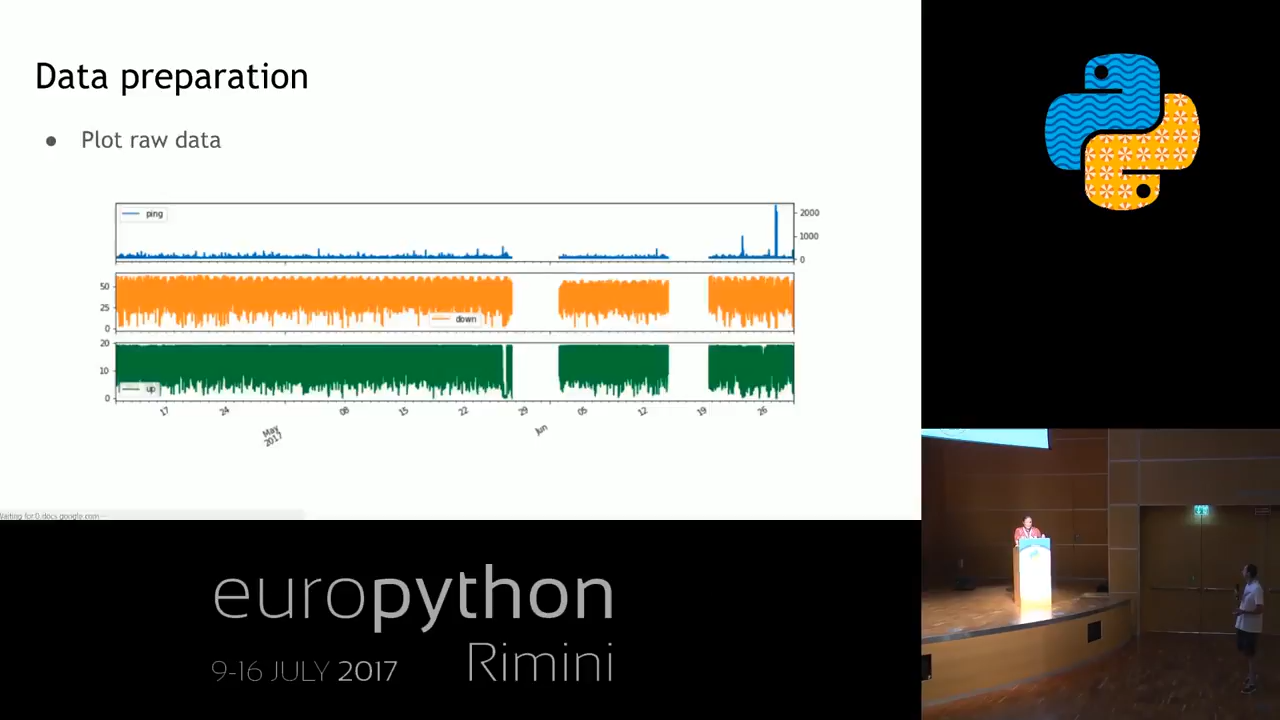 Data preparation
● Plot raw data
ping
2000
1000
0
50
25
0
down
20
10
0
up
17
24
May
2017
08
15
22
29
Jun
05
12
19
26
Waiting for 0.docs.google.com...
europython
9-16 JULY 2017 Rimini